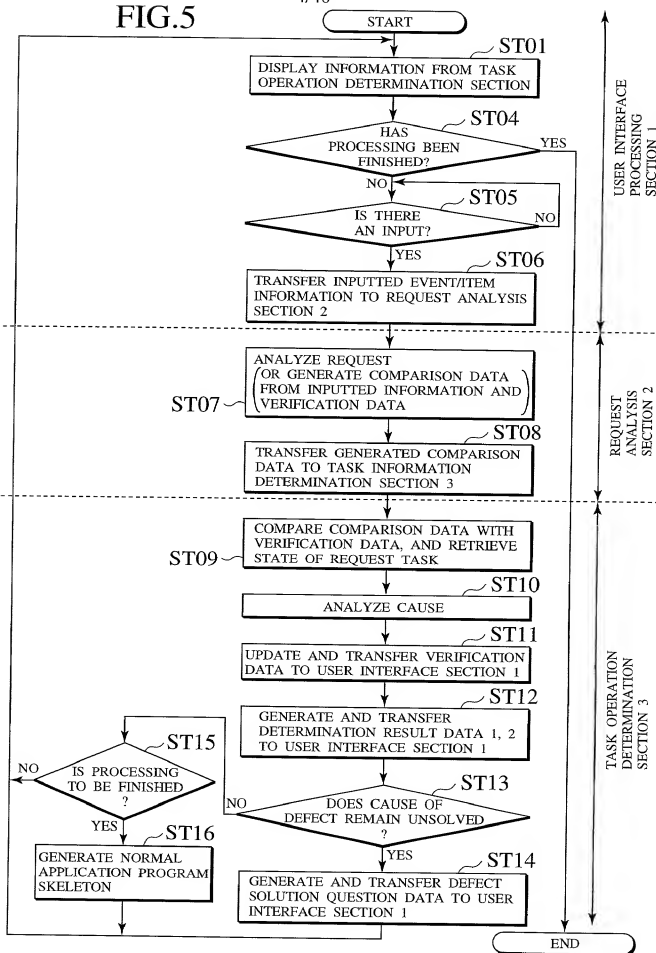 FIG.5
START
ST01
DISPLAY INFORMATION FROM TASK
OPERATION DETERMINATION SECTION
ST04
HAS
PROCESSING BEEN
FINISHED?
YES
NO
ST05
IS THERE
AN INPUT?
NO
YES
ST06
TRANSFER INPUTTED EVENT/ITEM
INFORMATION TO REQUEST ANALYSIS
SECTION 2
USER INTERFACE
PROCESSING
SECTION 1
ANALYZE REQUEST
(OR GENERATE COMPARISON DATA
FROM INPUTTED INFORMATION AND
VERIFICATION DATA)
ST07
ST08
TRANSFER GENERATED COMPARISON
DATA TO TASK INFORMATION
DETERMINATION SECTION 3
REQUEST
ANALYSIS
SECTION 2
COMPARE COMPARISON DATA WITH
VERIFICATION DATA, AND RETRIEVE
STATE OF REQUEST TASK
ST09
ST10
ANALYZE CAUSE
ST11
UPDATE AND TRANSFER VERIFICATION
DATA TO USER INTERFACE SECTION 1
ST12
GENERATE AND TRANSFER
DETERMINATION RESULT DATA 1, 2
TO USER INTERFACE SECTION 1
ST13
DOES CAUSE OF
DEFECT REMAIN UNSOLVED
?
NO
YES
ST14
GENERATE AND TRANSFER DEFECT
SOLUTION QUESTION DATA TO USER
INTERFACE SECTION 1
ST15
IS PROCESSING
TO BE FINISHED
?
NO
YES
ST16
GENERATE NORMAL
APPLICATION PROGRAM
SKELETON
TASK OPERATION
DETERMINATION
SECTION 3
END